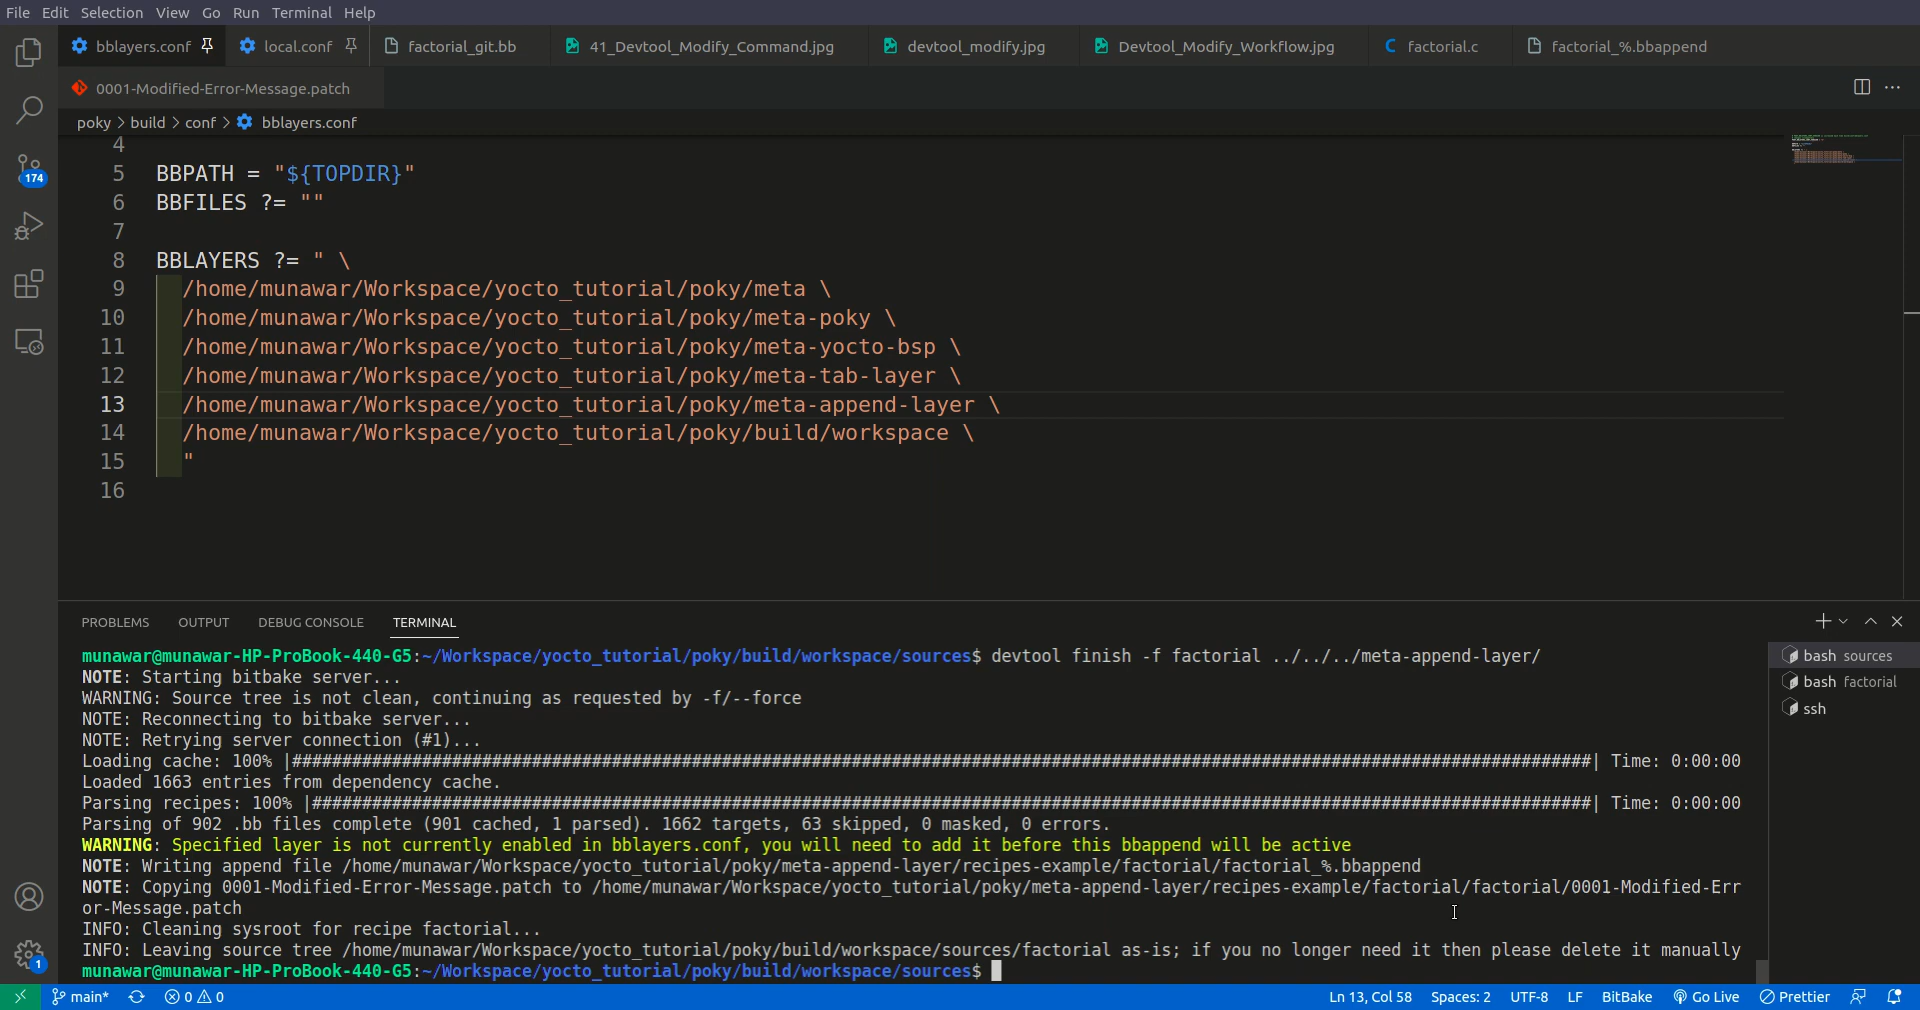 File Edit Selection View Go Run Terminal Help
bblayers.conf local.conf factorial_git.bb 41_Devtool_Modify_Command.jpg devtool_modify.jpg Devtool_Modify_Workflow.jpg factorial.c factorial_%.bbappend
0001-Modified-Error-Message.patch
poky > build > conf > bblayers.conf
4
5 BBPATH = "${TOPDIR}"
6 BBFILES ?= ""
7
8 BBLAYERS ?= " \
9 /home/munawar/Workspace/yocto_tutorial/poky/meta \
10 /home/munawar/Workspace/yocto_tutorial/poky/meta-poky \
11 /home/munawar/Workspace/yocto_tutorial/poky/meta-yocto-bsp \
12 /home/munawar/Workspace/yocto_tutorial/poky/meta-tab-layer \
13 /home/munawar/Workspace/yocto_tutorial/poky/meta-append-layer \
14 /home/munawar/Workspace/yocto_tutorial/poky/build/workspace \
15 "
16
174
PROBLEMS OUTPUT DEBUG CONSOLE TERMINAL
munawar@munawar-HP-ProBook-440-G5:~/Workspace/yocto_tutorial/poky/build/workspace/sources$ devtool finish -f factorial ../../../meta-append-layer/
NOTE: Starting bitbake server...
WARNING: Source tree is not clean, continuing as requested by -f/--force
NOTE: Reconnecting to bitbake server...
NOTE: Retrying server connection (#1)...
Loading cache: 100% |##################################################################################################################################| Time: 0:00:00
Loaded 1663 entries from dependency cache.
Parsing recipes: 100% |################################################################################################################################| Time: 0:00:00
Parsing of 902 .bb files complete (901 cached, 1 parsed). 1662 targets, 63 skipped, 0 masked, 0 errors.
WARNING: Specified layer is not currently enabled in bblayers.conf, you will need to add it before this bbappend will be active
NOTE: Writing append file /home/munawar/Workspace/yocto_tutorial/poky/meta-append-layer/recipes-example/factorial/factorial_%.bbappend
NOTE: Copying 0001-Modified-Error-Message.patch to /home/munawar/Workspace/yocto_tutorial/poky/meta-append-layer/recipes-example/factorial/factorial/0001-Modified-Err
or-Message.patch
INFO: Cleaning sysroot for recipe factorial...
INFO: Leaving source tree /home/munawar/Workspace/yocto_tutorial/poky/build/workspace/sources/factorial as-is; if you no longer need it then please delete it manually
munawar@munawar-HP-ProBook-440-G5:~/Workspace/yocto_tutorial/poky/build/workspace/sources$
bash sources
bash factorial
ssh
1
main* 0 0 Ln 13, Col 58 Spaces: 2 UTF-8 LF BitBake Go Live Prettier